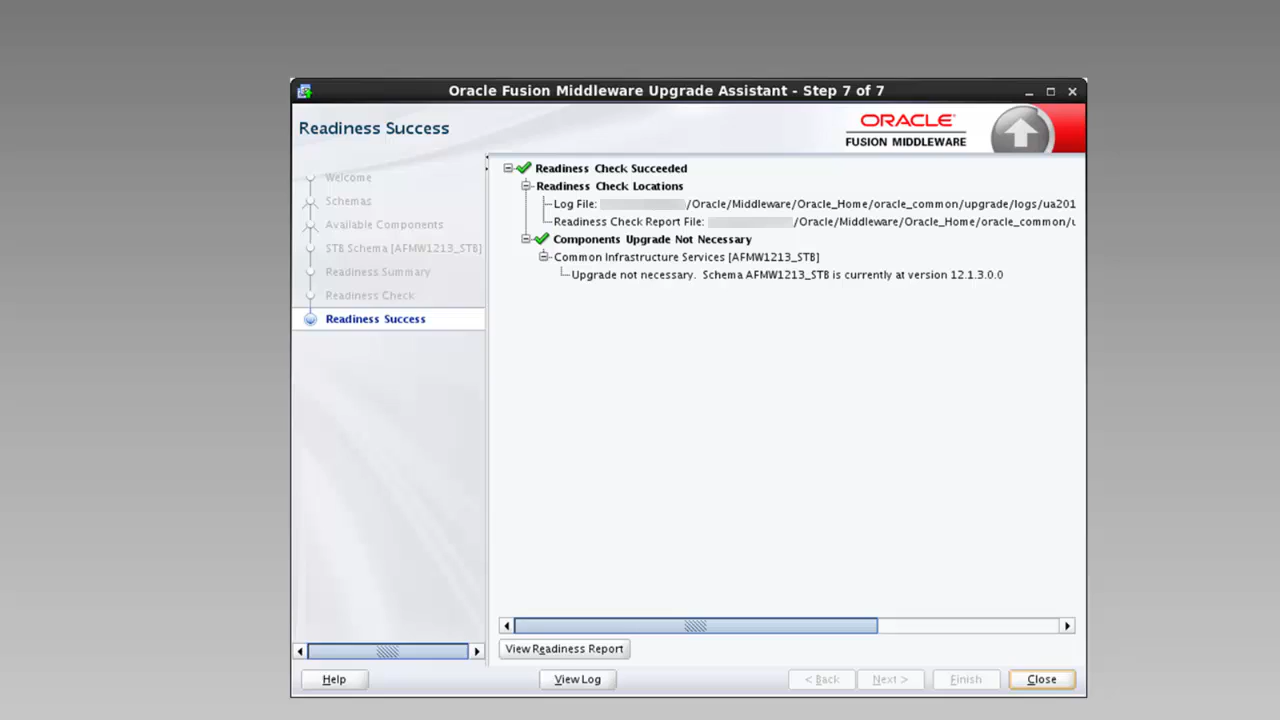 Oracle Fusion Middleware Upgrade Assistant - Step 7 of 7
Readiness Success
ORACLE
FUSION MIDDLEWARE
Welcome
Schemas
Available Components
STB Schema [AFMW1213_STB]
Readiness Summary
Readiness Check
Readiness Success
Readiness Check Succeeded
Readiness Check Locations
Log File: /Oracle/Middleware/Oracle_Home/oracle_common/upgrade/logs/ua201
Readiness Check Report File: /Oracle/Middleware/Oracle_Home/oracle_common/u
Components Upgrade Not Necessary
Common Infrastructure Services [AFMW1213_STB]
Upgrade not necessary. Schema AFMW1213_STB is currently at version 12.1.3.0.0
View Readiness Report
Help
View Log
< Back
Next >
Finish
Close